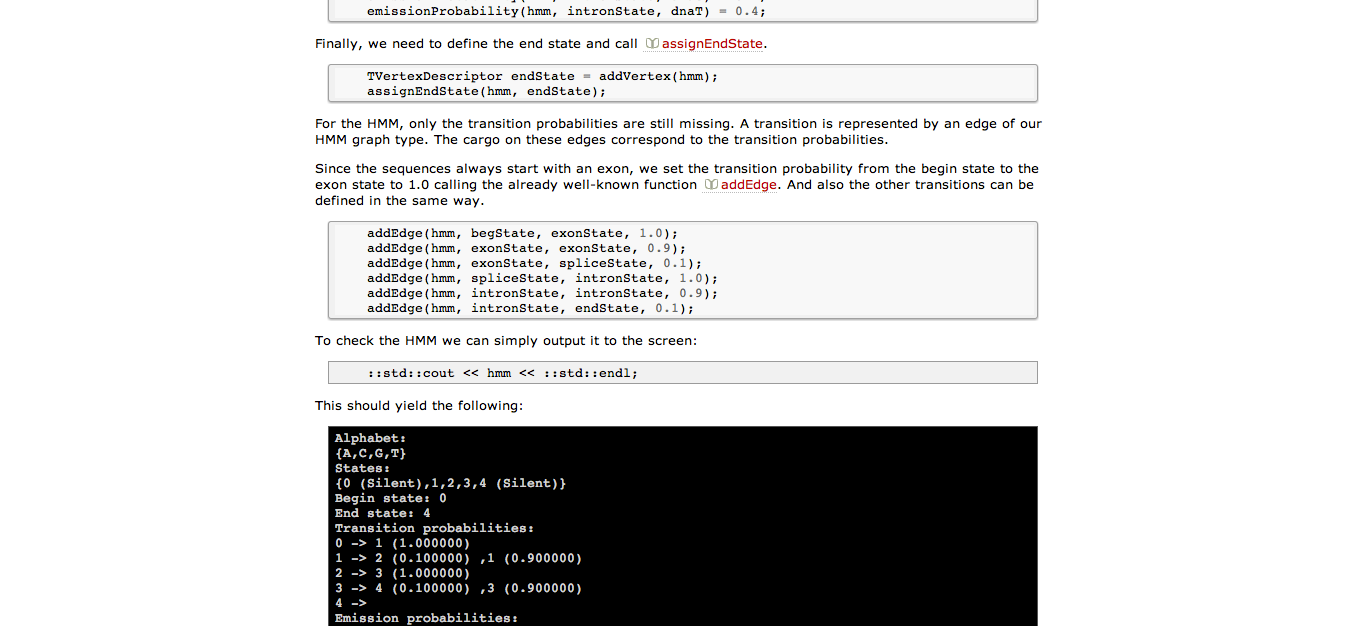 emissionProbability(hmm, intronState, dnaT) = 0.4;
Finally, we need to define the end state and call assignEndState.
TVertexDescriptor endState = addVertex(hmm);
assignEndState(hmm, endState);
For the HMM, only the transition probabilities are still missing. A transition is represented by an edge of our
HMM graph type. The cargo on these edges correspond to the transition probabilities.
Since the sequences always start with an exon, we set the transition probability from the begin state to the
exon state to 1.0 calling the already well-known function addEdge. And also the other transitions can be
defined in the same way.
addEdge(hmm, begState, exonState, 1.0);
addEdge(hmm, exonState, exonState, 0.9);
addEdge(hmm, exonState, spliceState, 0.1);
addEdge(hmm, spliceState, intronState, 1.0);
addEdge(hmm, intronState, intronState, 0.9);
addEdge(hmm, intronState, endState, 0.1);
To check the HMM we can simply output it to the screen:
::std::cout << hmm << ::std::endl;
This should yield the following:
Alphabet:
{A,C,G,T}
States:
{0 (Silent),1,2,3,4 (Silent)}
Begin state: 0
End state: 4
Transition probabilities:
0 -> 1 (1.000000)
1 -> 2 (0.100000) ,1 (0.900000)
2 -> 3 (1.000000)
3 -> 4 (0.100000) ,3 (0.900000)
4 ->
Emission probabilities: